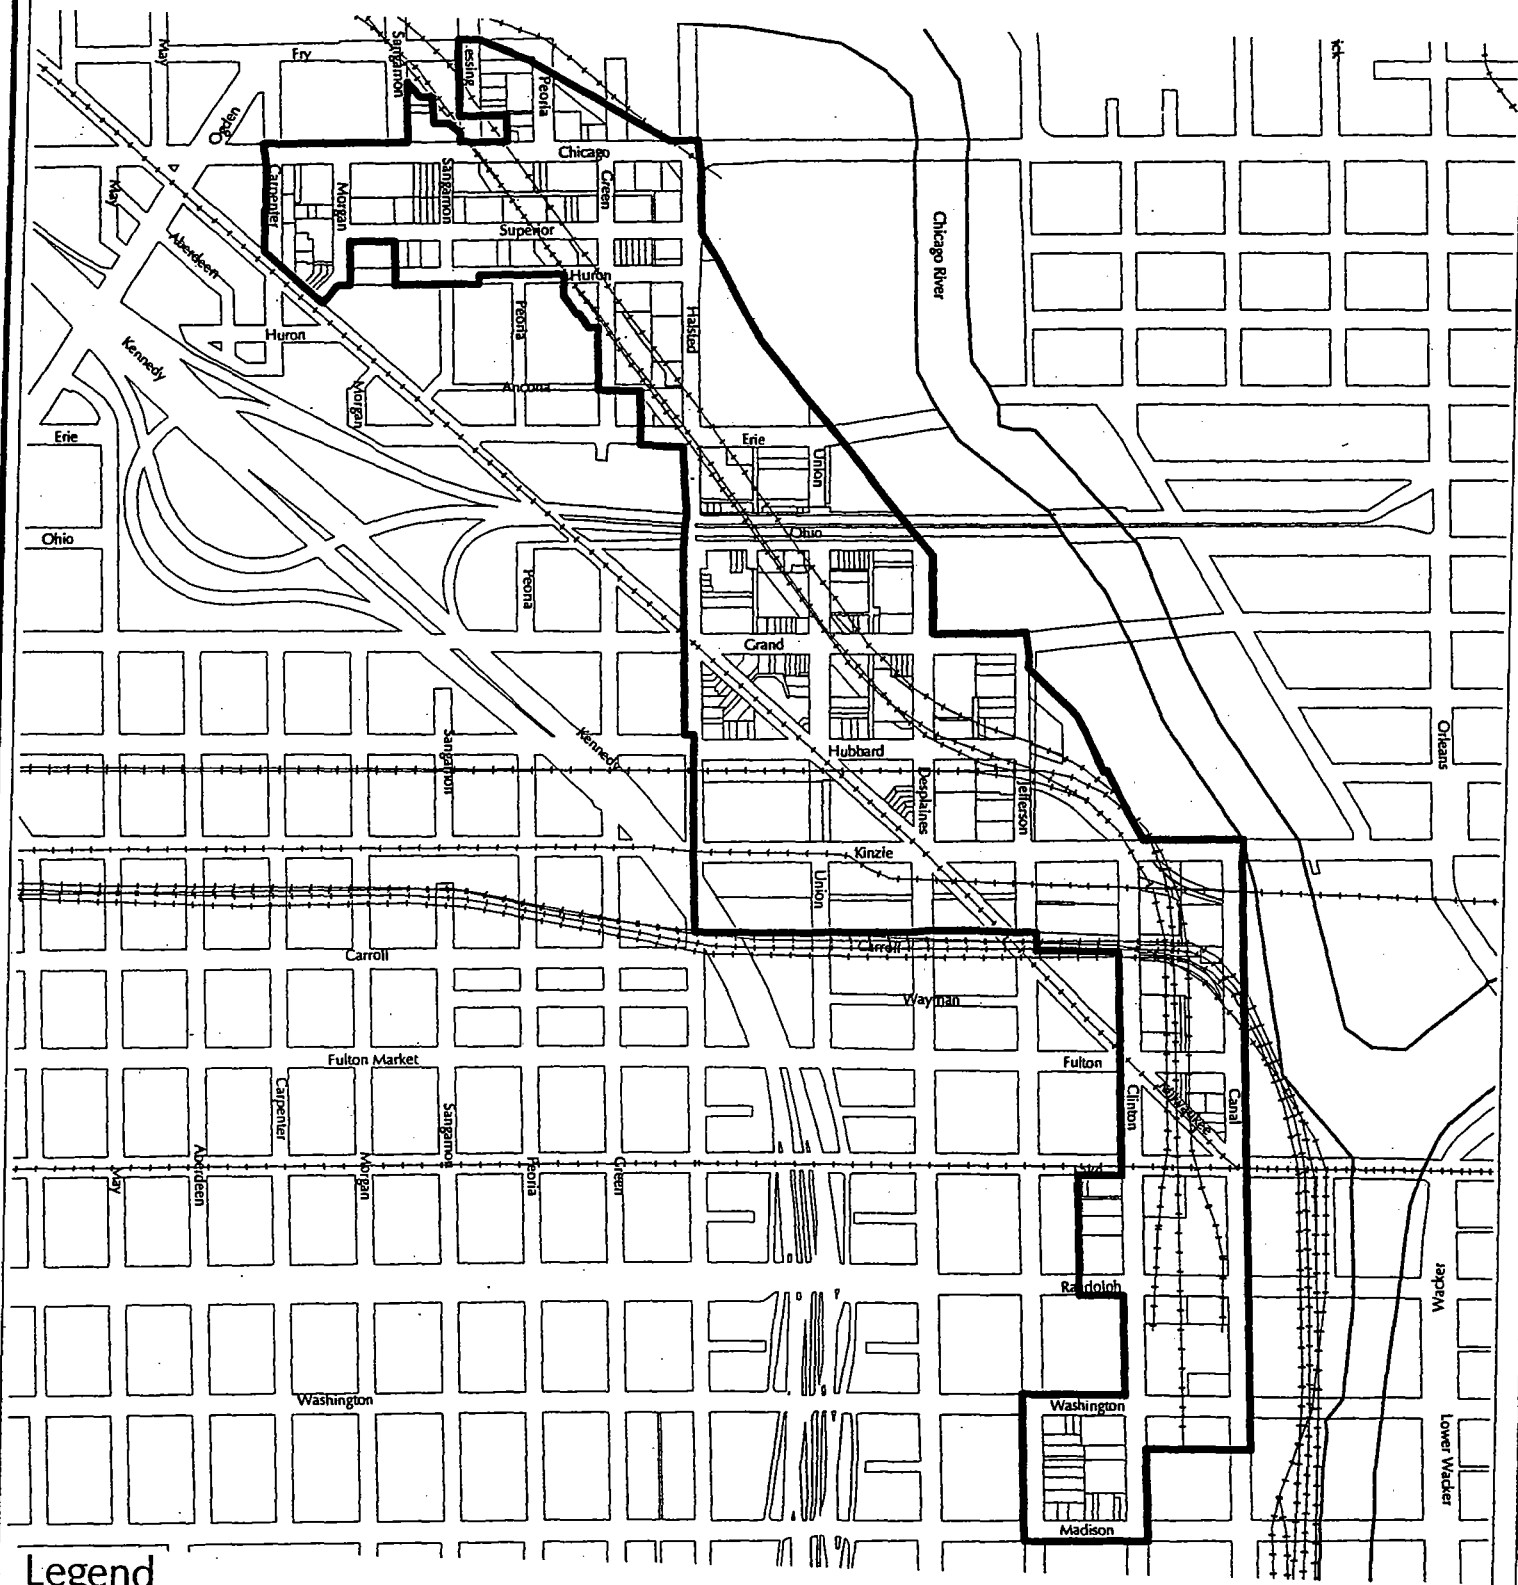 May
Fry
Sangamon
essing
Peoria
ick
Ogden
Chicago
May
Carpenter
Morgan
Sangamon
Green
Superior
Chicago River
Aberdeen
Huron
Huron
Peoria
Halsted
Kennedy
Ancona
Morgan
Erie
Erie
Union
Ohio
Ohio
Peoria
Grand
Sangamon
Kennedy
Hubbard
Desplaines
Jefferson
Orleans
Kinzie
Union
Carroll
Carroll
Wayman
Fulton Market
Fulton
Carpenter
Sangamon
Clinton
Milwaukee
Canal
May
Aberdeen
Morgan
Peoria
Green
Randolph
Wacker
Washington
Washington
Lower Wacker
Madison
Legend